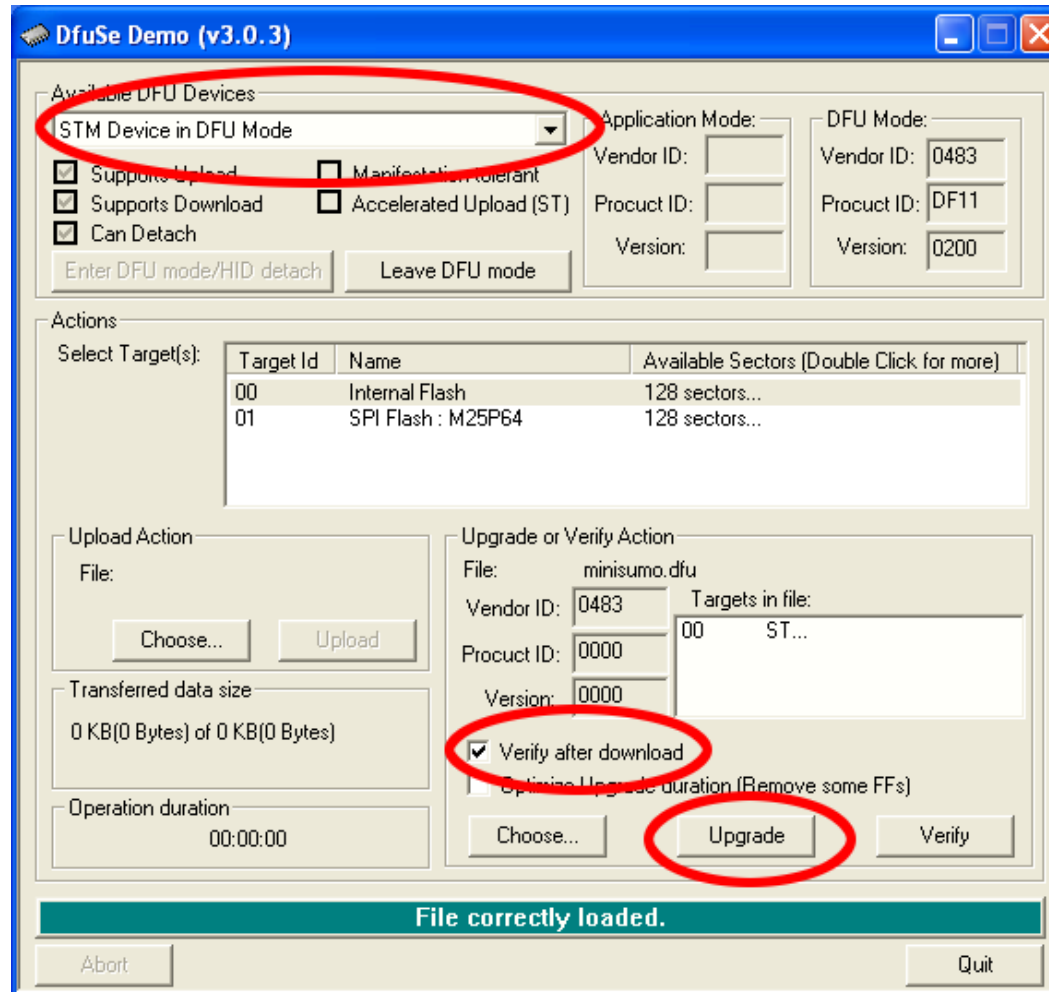 DfuSe Demo (v3.0.3)
Available DFU Devices
STM Device in DFU Mode
Supports Upload
Manifestation tolerant
Supports Download
Accelerated Upload (ST)
Can Detach
Enter DFU mode/HID detach
Leave DFU mode
Application Mode:
Vendor ID:
Procuct ID:
Version:
DFU Mode:
Vendor ID: 0483
Procuct ID: DF11
Version: 0200
Actions
Select Target(s):
Target Id Name Available Sectors (Double Click for more)
00 Internal Flash 128 sectors...
01 SPI Flash : M25P64 128 sectors...
Upload Action
File:
Choose...
Upload
Transferred data size
0 KB(0 Bytes) of 0 KB(0 Bytes)
Operation duration
00:00:00
Upgrade or Verify Action
File: minisumo.dfu
Vendor ID: 0483
Procuct ID: 0000
Version: 0000
Targets in file:
00 ST...
Verify after download
Optimize Upgrade duration (Remove some FFs)
Choose...
Upgrade
Verify
File correctly loaded.
Abort
Quit